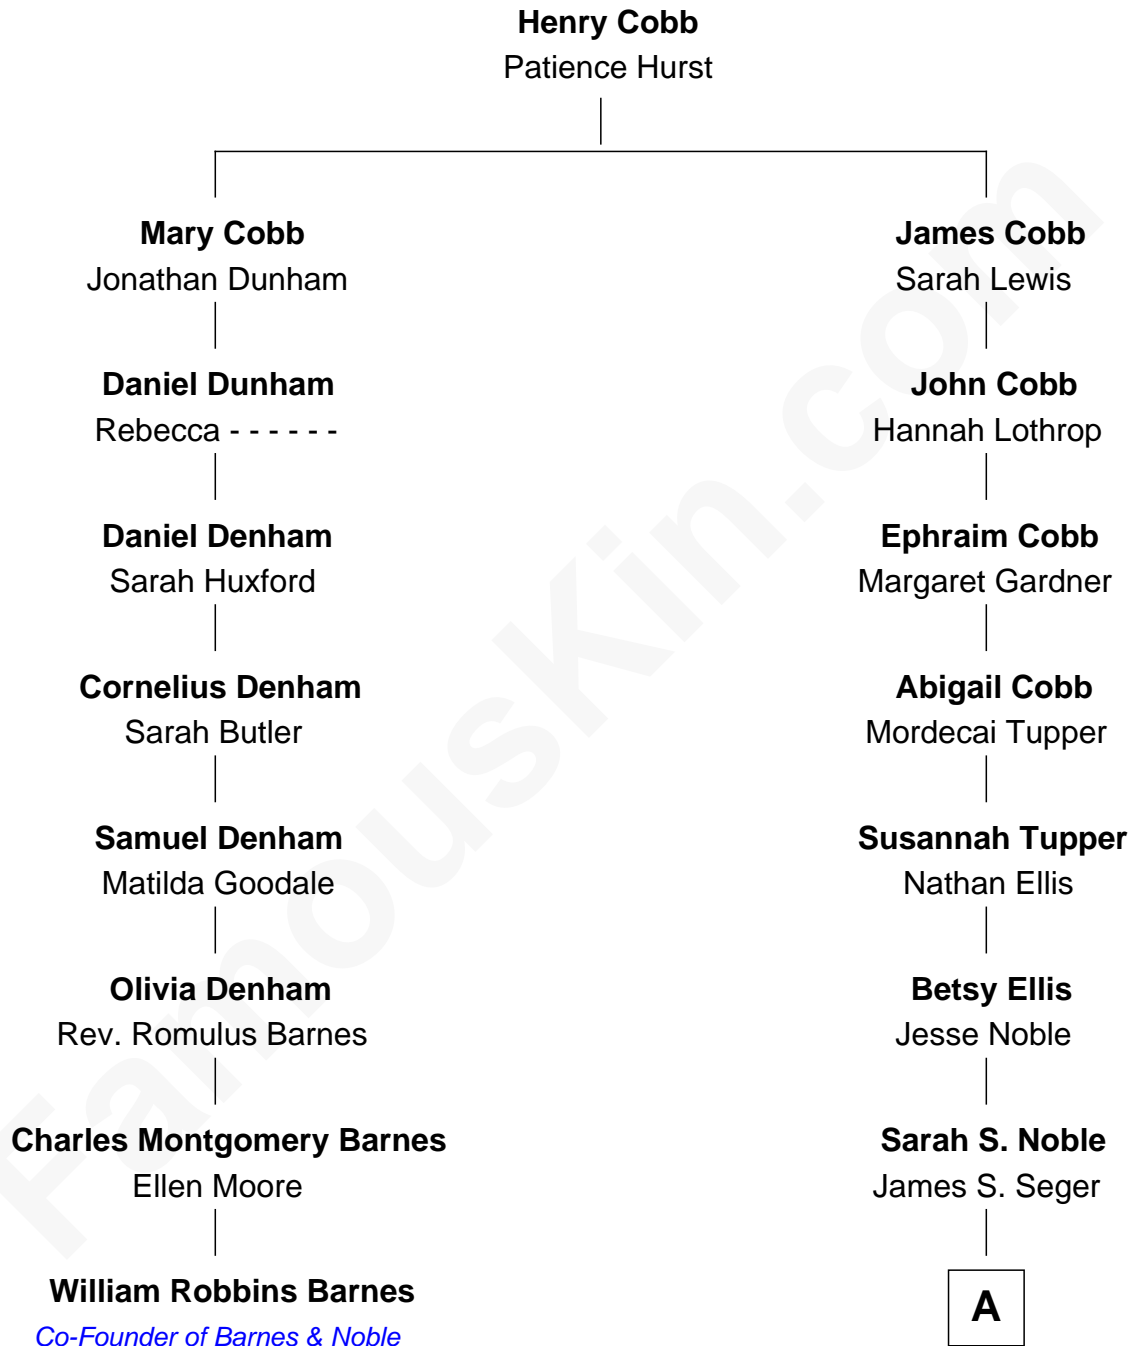 Henry Cobb
Patience Hurst
Mary Cobb
Jonathan Dunham
James Cobb
Sarah Lewis
Daniel Dunham
Rebecca - - - - - -
John Cobb
Hannah Lothrop
Daniel Denham
Sarah Huxford
Ephraim Cobb
Margaret Gardner
Cornelius Denham
Sarah Butler
Abigail Cobb
Mordecai Tupper
Samuel Denham
Matilda Goodale
Susannah Tupper
Nathan Ellis
Olivia Denham
Rev. Romulus Barnes
Betsy Ellis
Jesse Noble
Charles Montgomery Barnes
Ellen Moore
Sarah S. Noble
James S. Seger
William Robbins Barnes
Co-Founder of Barnes & Noble
A
FamousKin.com